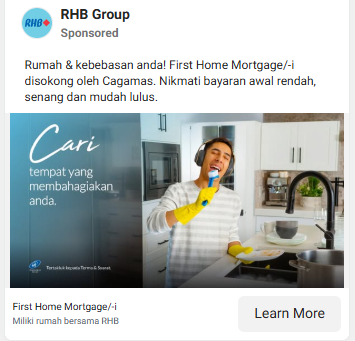 RHB
RHB Group
Sponsored
Rumah & kebebasan anda! First Home Mortgage/-i
disokong oleh Cagamas. Nikmati bayaran awal rendah,
senang dan mudah lulus.
Cari
tempat yang
membahagiakan
anda.
Tertakluk kepada Terma & Syarat.
First Home Mortgage/-i
Miliki rumah bersama RHB
Learn More